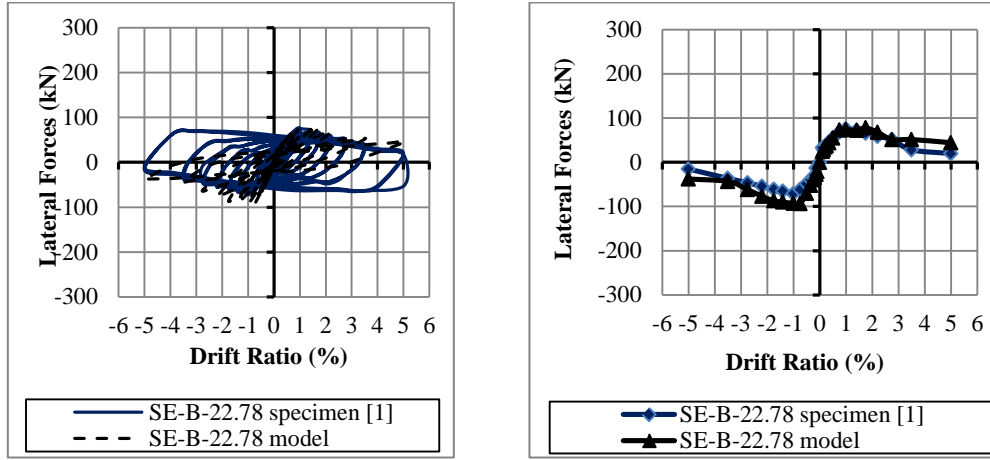 Lateral Forces (kN)
300
200
100
0
-100
-200
-300
-6 -5 -4 -3 -2 -1 0 1 2 3 4 5 6
Drift Ratio (%)
SE-B-22.78 specimen [1]
SE-B-22.78 model
Lateral Forces (kN)
300
200
100
0
-100
-200
-300
-6 -5 -4 -3 -2 -1 0 1 2 3 4 5 6
Drift Ratio (%)
SE-B-22.78 specimen [1]
SE-B-22.78 model